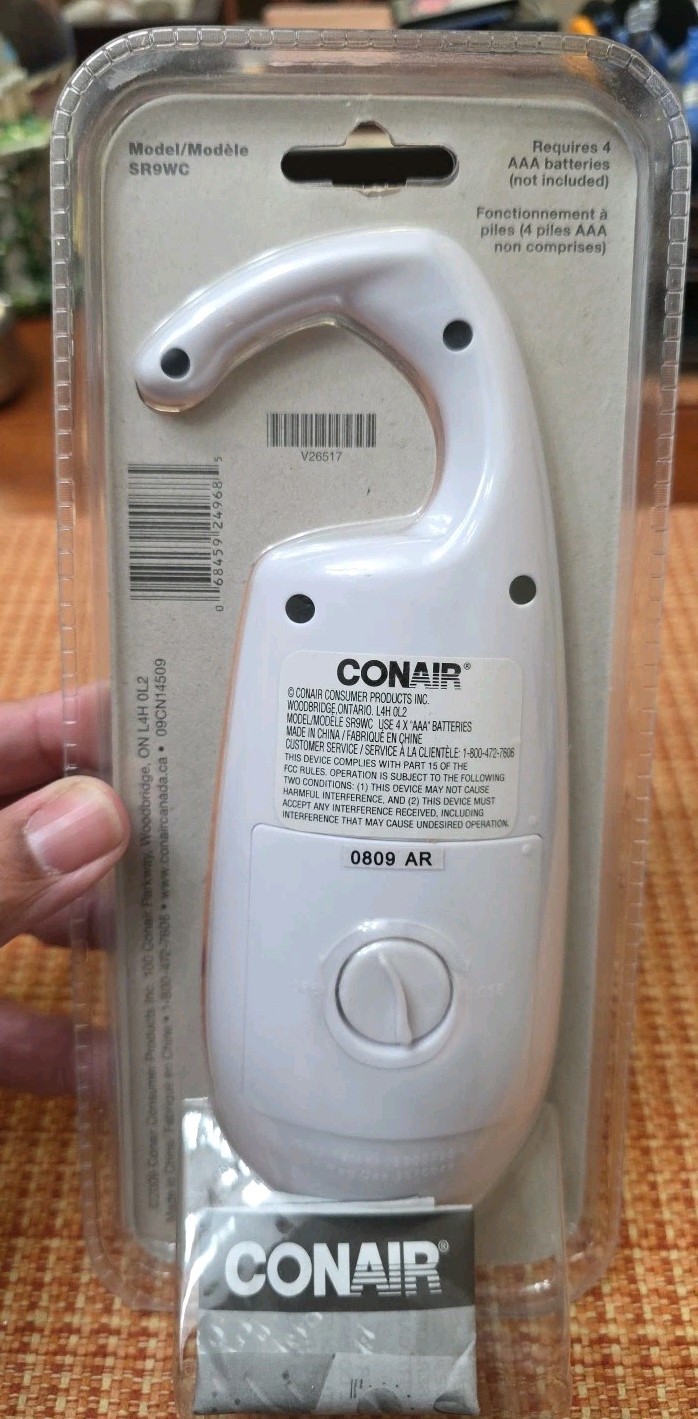 Model/Modèle
SR9WC
Requires 4
AAA batteries
(not included)
Fonctionnement à
piles (4 piles AAA
non comprises)
V26517
0 68459 24968 5
©2009 Conair Consumer Products Inc. 100 Conair Parkway, Woodbridge, ON L4H 0L2
Made in China / Fabriqué en Chine • 1-800-472-7606 • www.conaircanada.ca • 09CN14509
CONAIR®
© CONAIR CONSUMER PRODUCTS INC.
WOODBRIDGE,ONTARIO. L4H 0L2
MODEL/MODÈLE SR9WC USE 4 X "AAA" BATTERIES
MADE IN CHINA / FABRIQUÉ EN CHINE
CUSTOMER SERVICE / SERVICE À LA CLIENTÈLE: 1-800-472-7606
THIS DEVICE COMPLIES WITH PART 15 OF THE
FCC RULES. OPERATION IS SUBJECT TO THE FOLLOWING
TWO CONDITIONS: (1) THIS DEVICE MAY NOT CAUSE
HARMFUL INTERFERENCE, AND (2) THIS DEVICE MUST
ACCEPT ANY INTERFERENCE RECEIVED, INCLUDING
INTERFERENCE THAT MAY CAUSE UNDESIRED OPERATION.
0809 AR
CONAIR®